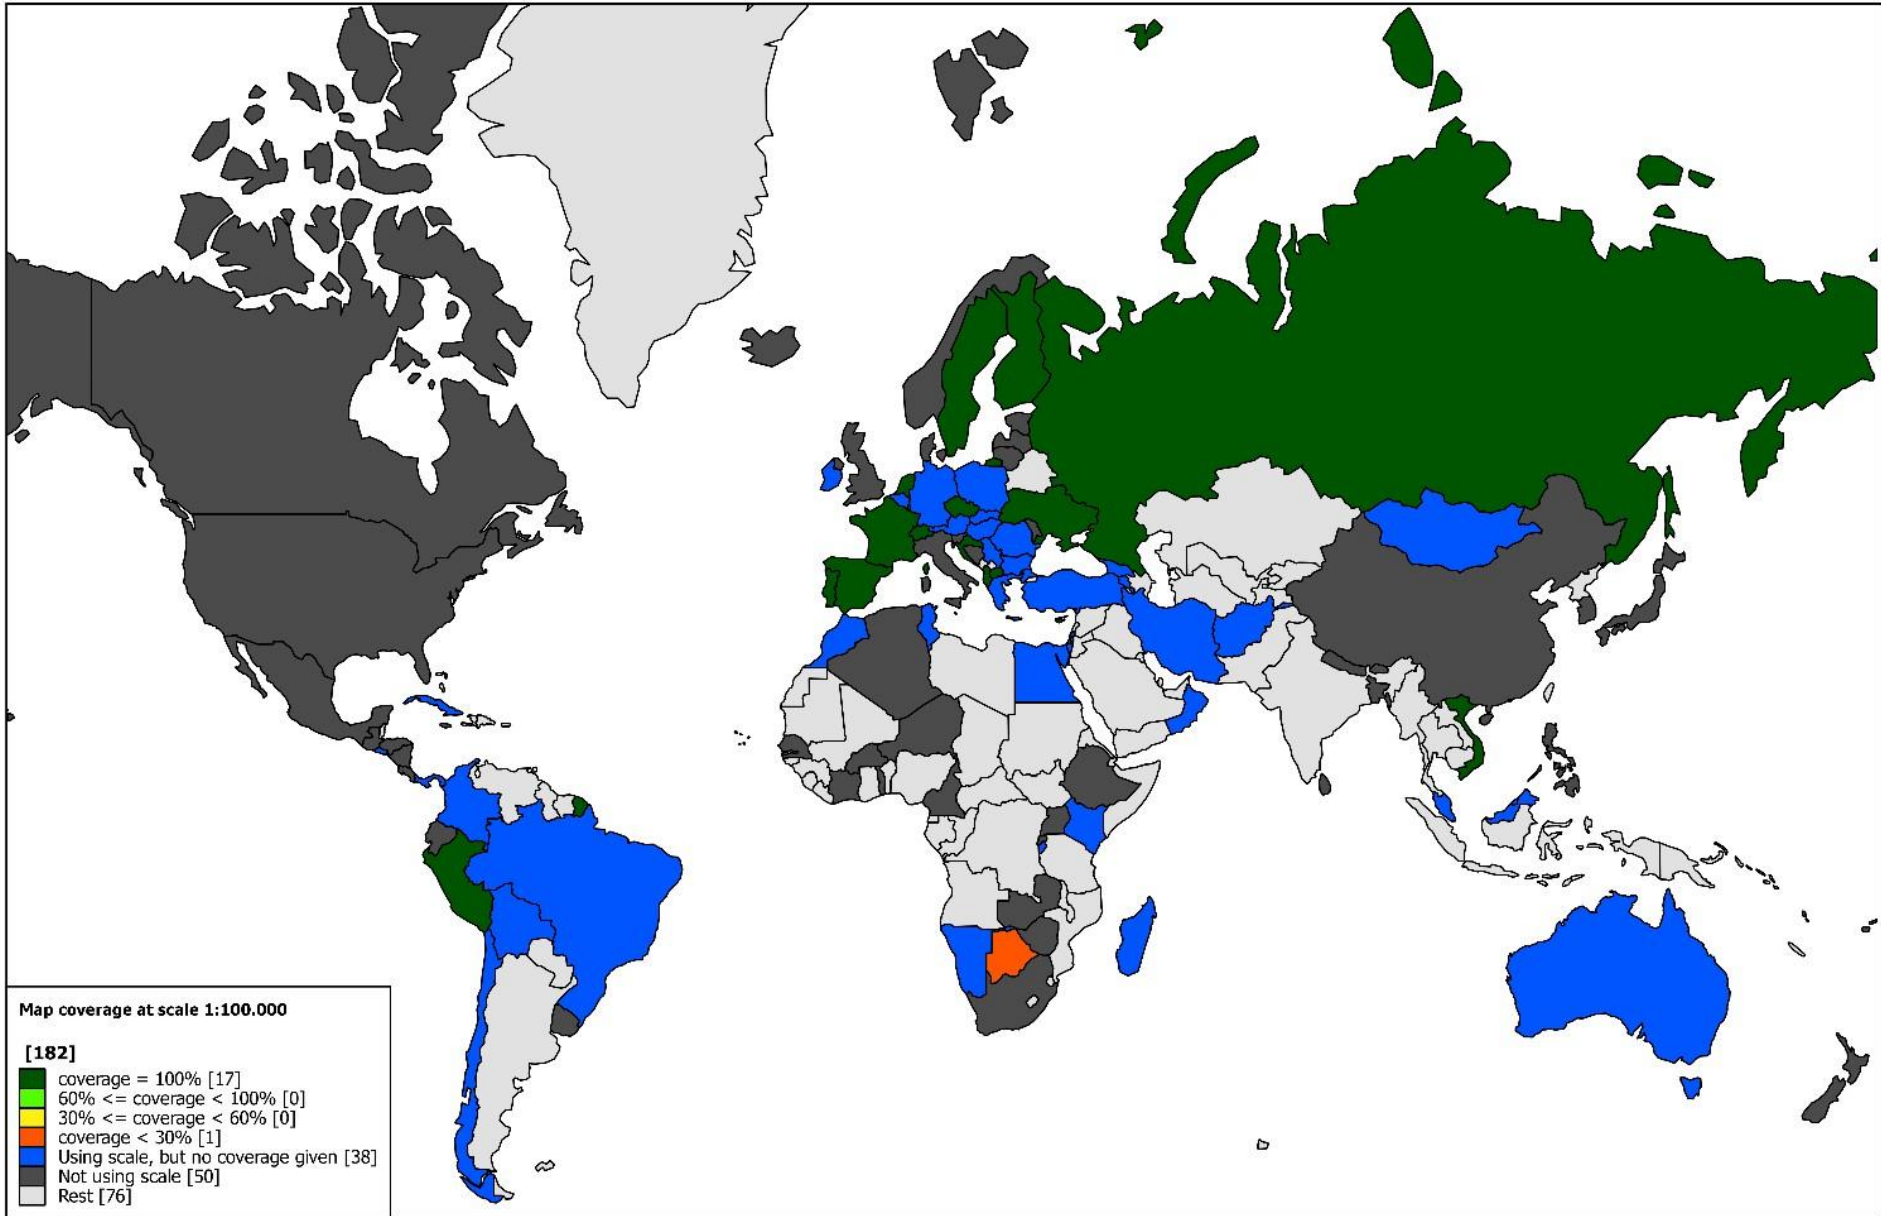 Map coverage at scale 1:100.000
[182]
coverage = 100% [17]
60% <= coverage < 100% [0]
30% <= coverage < 60% [0]
coverage < 30% [1]
Using scale, but no coverage given [38]
Not using scale [50]
Rest [76]